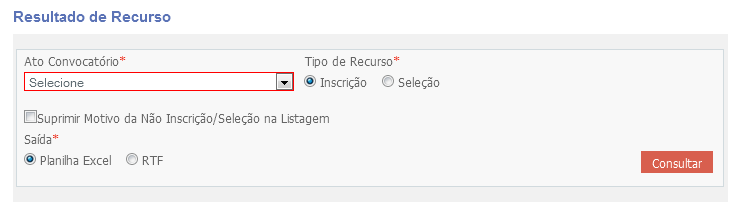 Resultado de Recurso
Ato Convocatório* Tipo de Recurso*
Selecione Inscrição Seleção
Suprimir Motivo da Não Inscrição/Seleção na Listagem
Saída*
Planilha Excel RTF Consultar